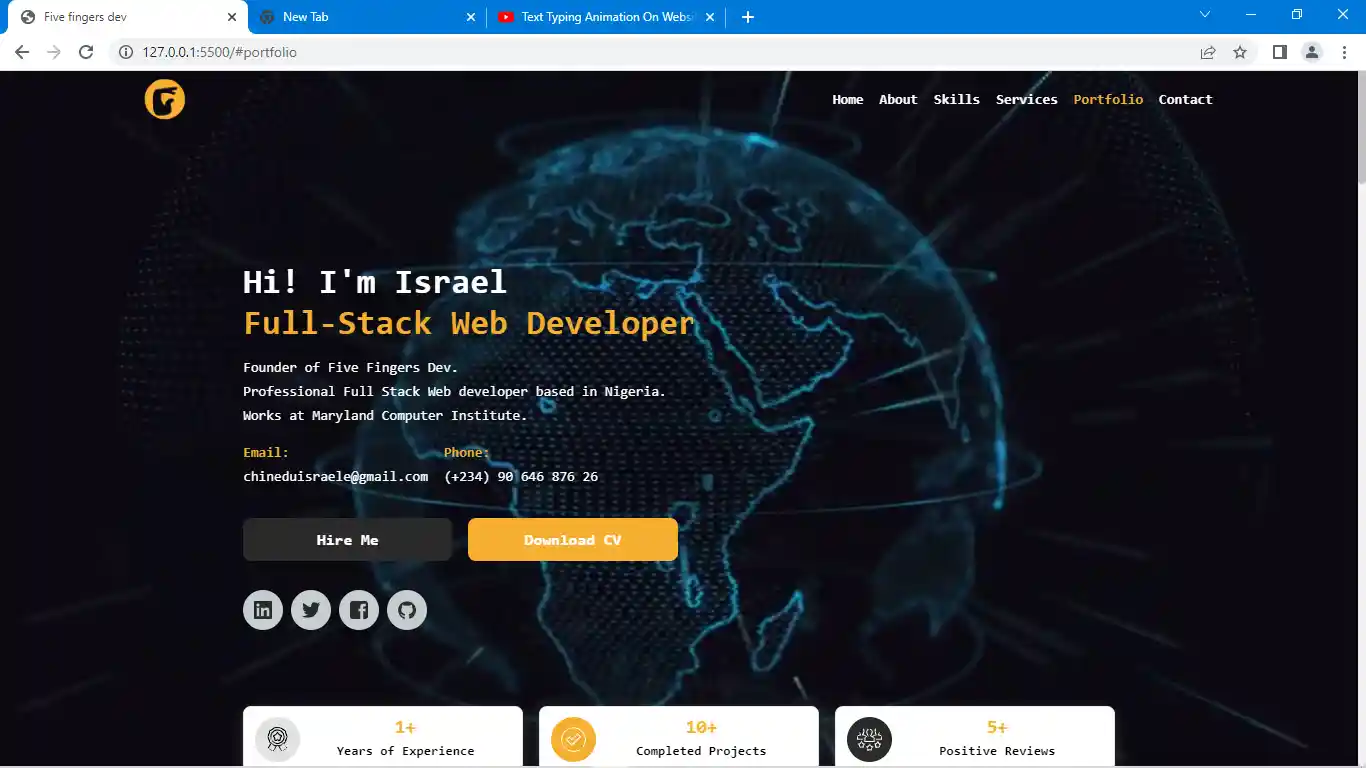 Five fingers dev
New Tab
Text Typing Animation On Websi
127.0.0.1:5500/#portfolio
Home About Skills Services Portfolio Contact
Hi! I'm Israel
Full-Stack Web Developer
Founder of Five Fingers Dev.
Professional Full Stack Web developer based in Nigeria.
Works at Maryland Computer Institute.
Email: Phone:
chineduisraele@gmail.com (+234) 90 646 876 26
Hire Me Download CV
1+ 10+ 5+
Years of Experience Completed Projects Positive Reviews